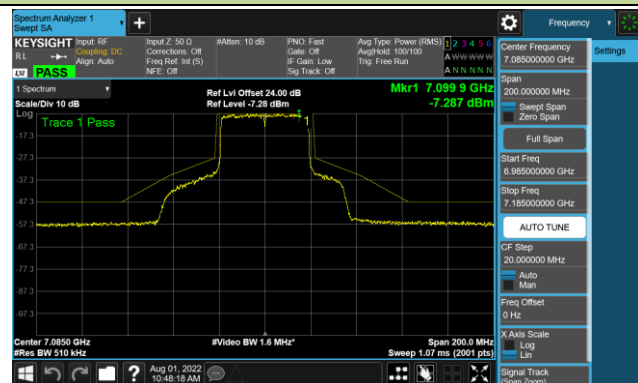 Spectrum Analyzer 1
Swept SA
Frequency
KEYSIGHT
RL
LXI
PASS
Input: RF
Coupling: DC
Align: Auto
Input Z: 50 Ω
Corrections: Off
Freq Ref: Int (S)
NFE: Off
#Atten: 10 dB
PNO: Fast
Gate: Off
IF Gain: Low
Sig Track: Off
Avg Type: Power (RMS)
Avg|Hold: 100/100
Trig: Free Run
1 2 3 4 5 6
A W W W W W
A N N N N N
Center Frequency
7.085000000 GHz
Settings
Span
200.000000 MHz
Swept Span
Zero Span
Full Span
Start Freq
6.985000000 GHz
Stop Freq
7.185000000 GHz
AUTO TUNE
CF Step
20.000000 MHz
Auto
Man
Freq Offset
0 Hz
X Axis Scale
Log
Lin
Signal Track
(Span Zoom)
1 Spectrum
Scale/Div 10 dB
Ref Lvl Offset 24.00 dB
Ref Level -7.28 dBm
Mkr1 7.099 9 GHz
-7.287 dBm
Log
Trace 1 Pass
1
-17.3
-27.3
-37.3
-47.3
-57.3
-67.3
-77.3
-87.3
-97.3
Center 7.0850 GHz
#Res BW 510 kHz
#Video BW 1.6 MHz*
Span 200.0 MHz
Sweep 1.07 ms (2001 pts)
Aug 01, 2022
10:48:18 AM